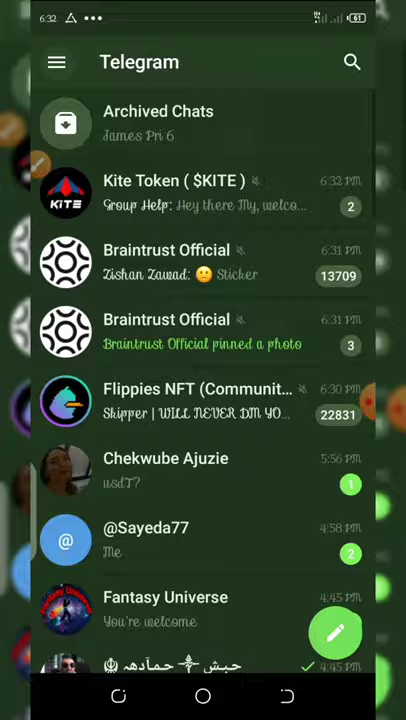 6:32
61
Telegram
Archived Chats
James Pri 6
Kite Token ( $KITE )
6:32 PM
Group Help: Hey there My, welco...
2
KITE
Braintrust Official
6:31 PM
Zishan Zawad: 🙁 Sticker
13709
Braintrust Official
6:31 PM
Braintrust Official pinned a photo
3
Flippies NFT (Communit...
6:30 PM
Skipper | WILL NEVER DM YO...
22831
Chekwube Ajuzie
5:56 PM
usdT?
1
@
@Sayeda77
4:58 PM
Me
2
Fantasy Universe
4:45 PM
You're welcome
4:45 PM